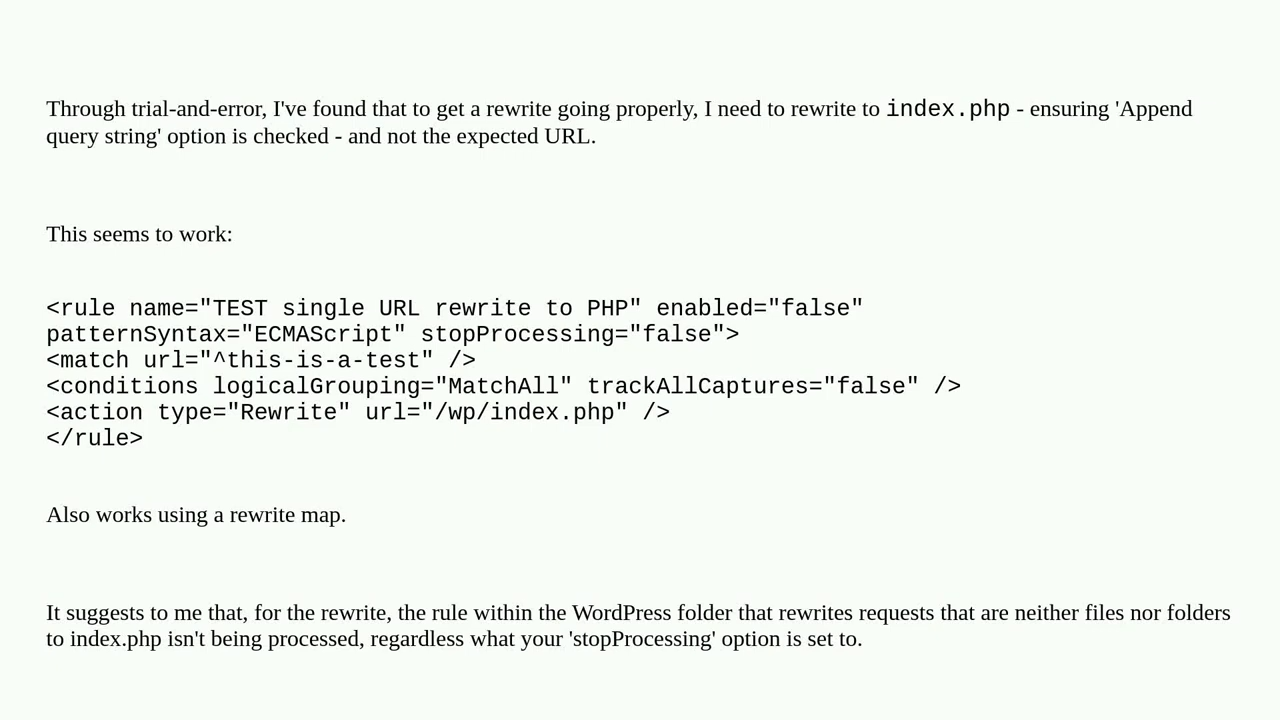 Through trial-and-error, I've found that to get a rewrite going properly, I need to rewrite to index.php - ensuring 'Append
query string' option is checked - and not the expected URL.
This seems to work:
<rule name="TEST single URL rewrite to PHP" enabled="false"
patternSyntax="ECMAScript" stopProcessing="false">
<match url="^this-is-a-test" />
<conditions logicalGrouping="MatchAll" trackAllCaptures="false" />
<action type="Rewrite" url="/wp/index.php" />
</rule>
Also works using a rewrite map.
It suggests to me that, for the rewrite, the rule within the WordPress folder that rewrites requests that are neither files nor folders
to index.php isn't being processed, regardless what your 'stopProcessing' option is set to.